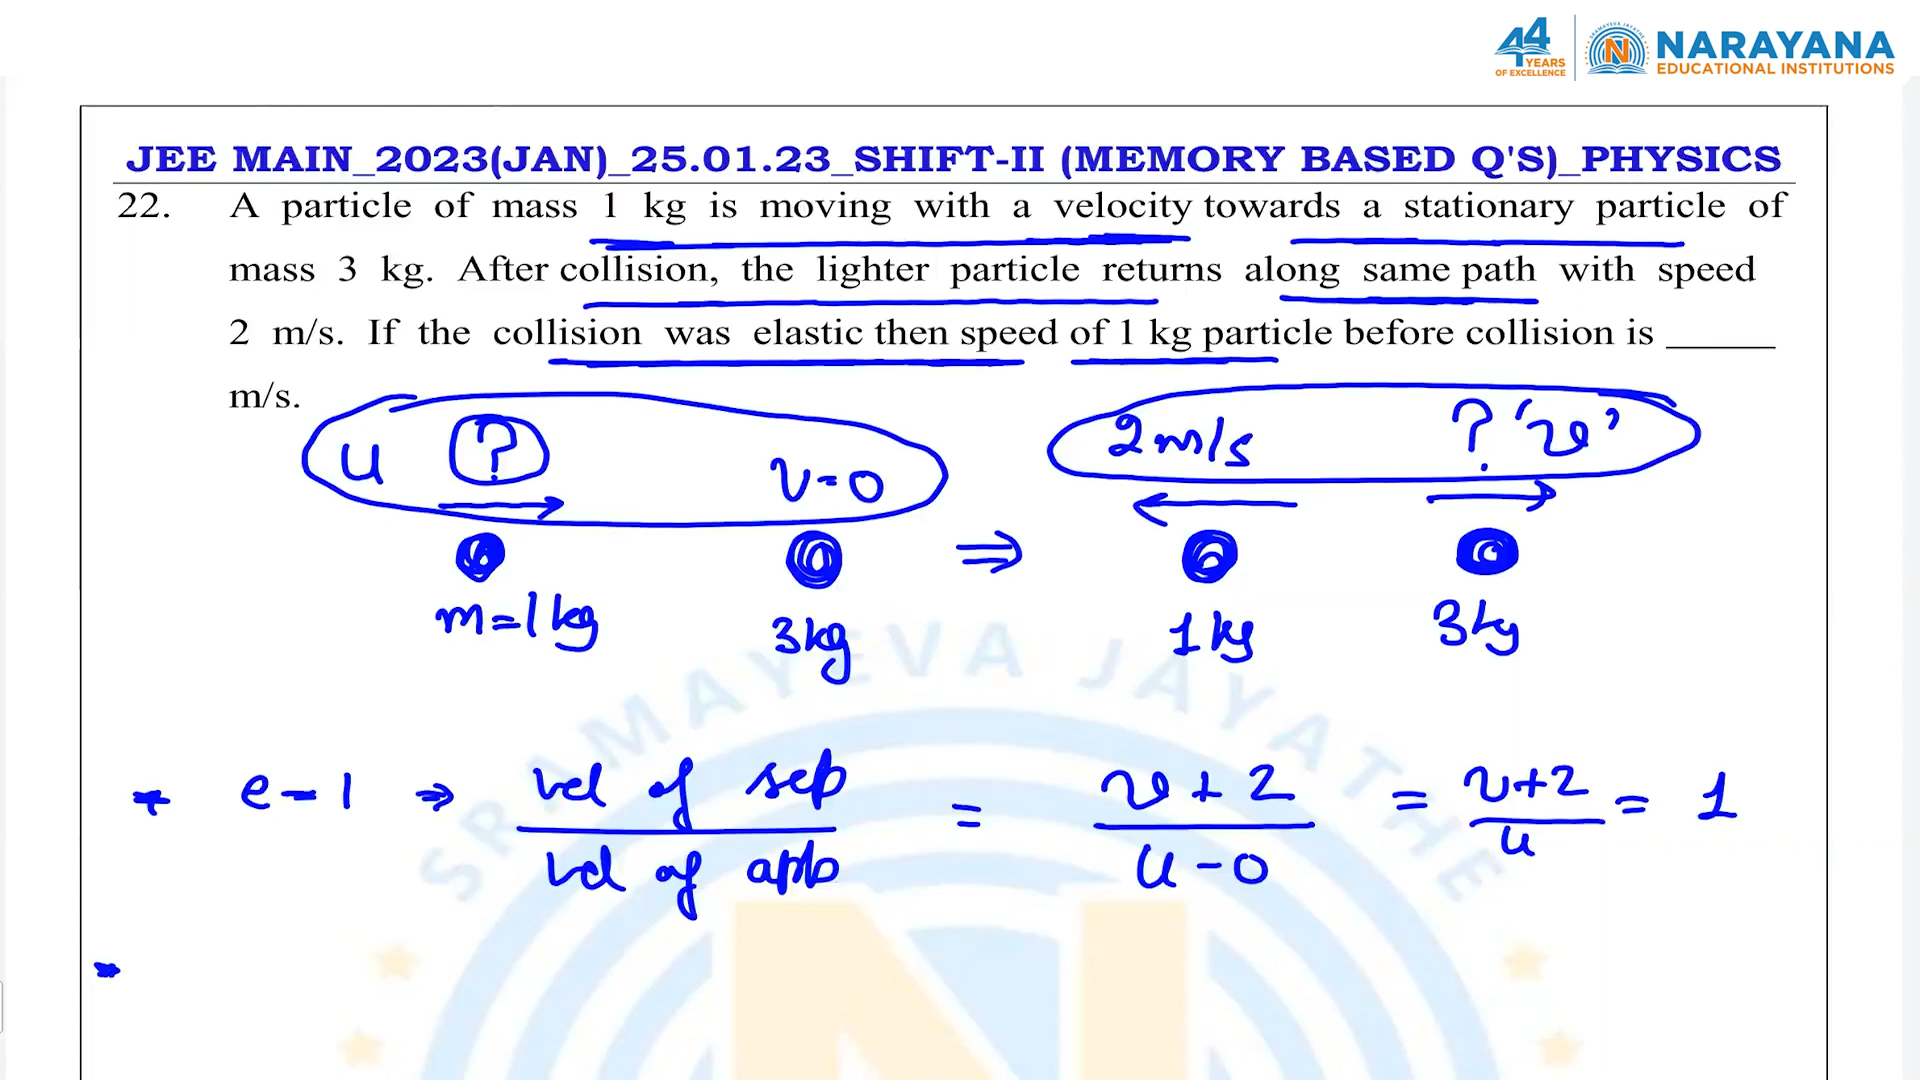 44
YEARS
OF EXCELLENCE
NARAYANA
EDUCATIONAL INSTITUTIONS
JEE MAIN_2023(JAN)_25.01.23_SHIFT-II (MEMORY BASED Q'S)_PHYSICS
22. A particle of mass 1 kg is moving with a velocity towards a stationary particle of
mass 3 kg. After collision, the lighter particle returns along same path with speed
2 m/s. If the collision was elastic then speed of 1 kg particle before collision is ______
m/s.
u ? v=0 2m/s ? 'v'
⇒
m=1kg 3kg 1kg 3kg
e=1 ⇒ vel of sep / vel of app = v+2 / u-0 = v+2 / u = 1
SRAMAYEVA JAYATHE